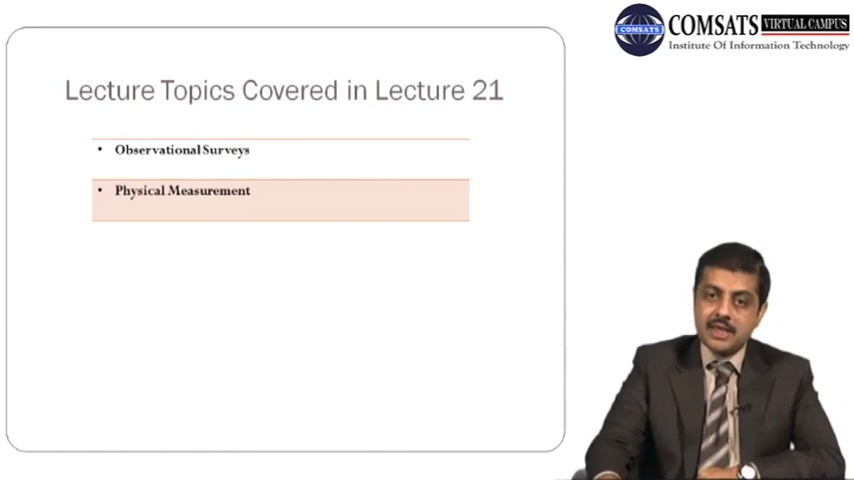 COMSATS VIRTUAL CAMPUS
COMSATS
Institute Of Information Technology
Lecture Topics Covered in Lecture 21
• Observational Surveys
• Physical Measurement